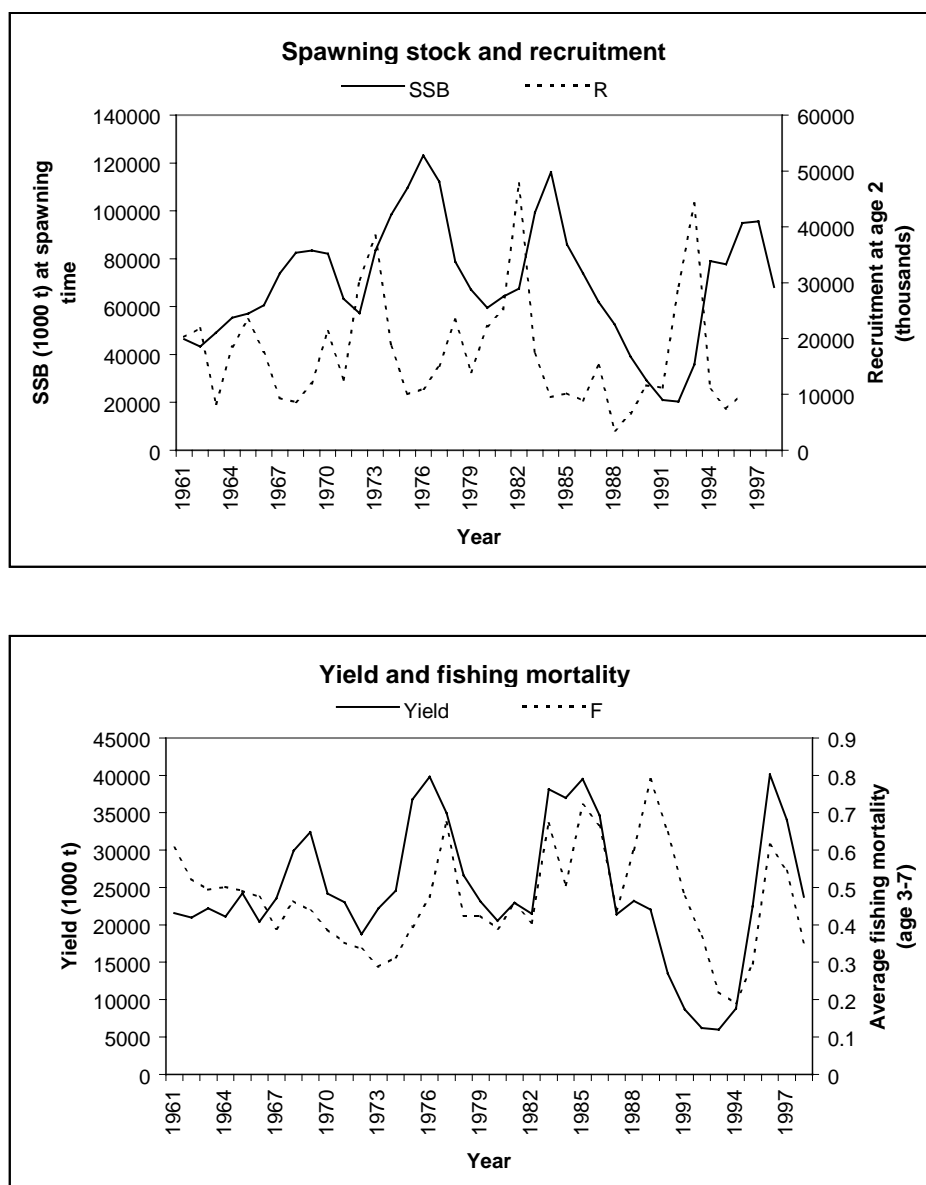 Spawning stock and recruitment
SSB R
SSB (1000 t) at spawning
time
140000
120000
100000
80000
60000
40000
20000
0
60000
50000
40000
30000
20000
10000
0
Recruitment at age 2
(thousands)
1961 1964 1967 1970 1973 1976 1979 1982 1985 1988 1991 1994 1997
Year
Yield and fishing mortality
Yield F
Yield (1000 t)
45000
40000
35000
30000
25000
20000
15000
10000
5000
0
0.9
0.8
0.7
0.6
0.5
0.4
0.3
0.2
0.1
0
Average fishing mortality
(age 3-7)
1961 1964 1967 1970 1973 1976 1979 1982 1985 1988 1991 1994 1997
Year